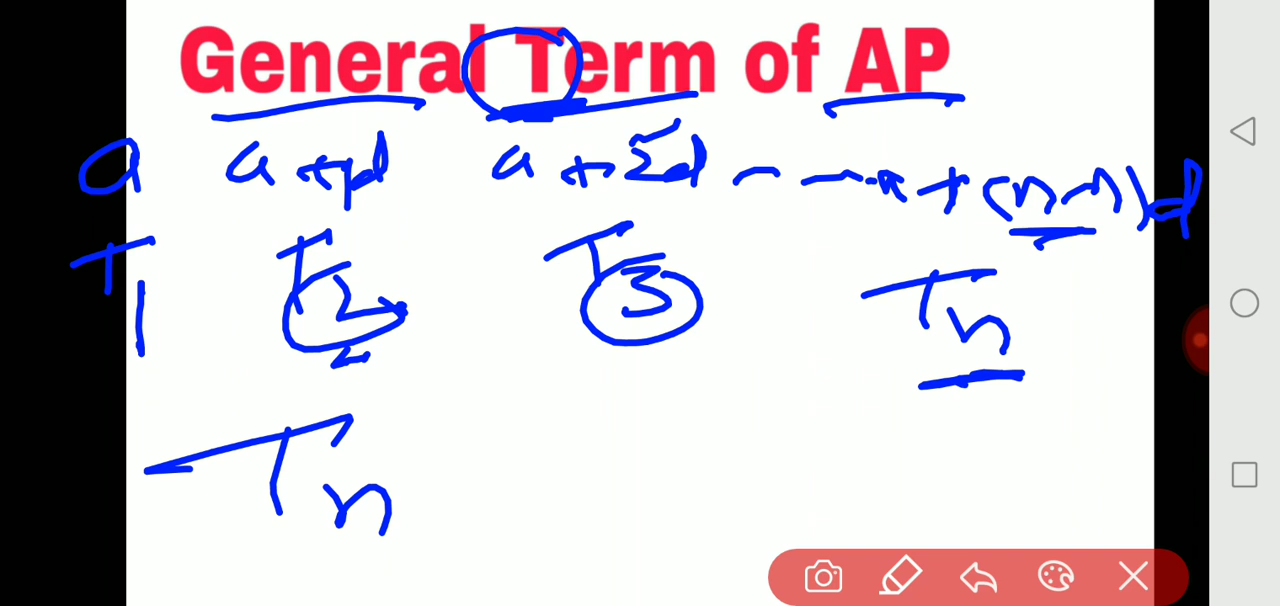 General Term of AP
a a+d a+2d - - - a+(n-1)d
T1 T2 T3 Tn
Tn